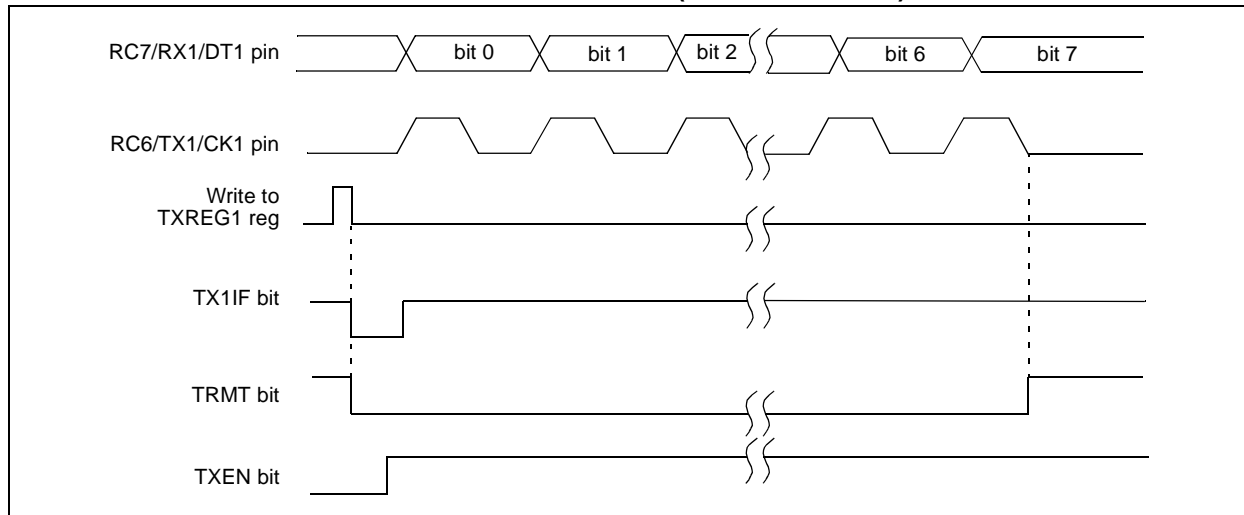 RC7/RX1/DT1 pin
bit 0
bit 1
bit 2
bit 6
bit 7
RC6/TX1/CK1 pin
Write to
TXREG1 reg
TX1IF bit
TRMT bit
TXEN bit